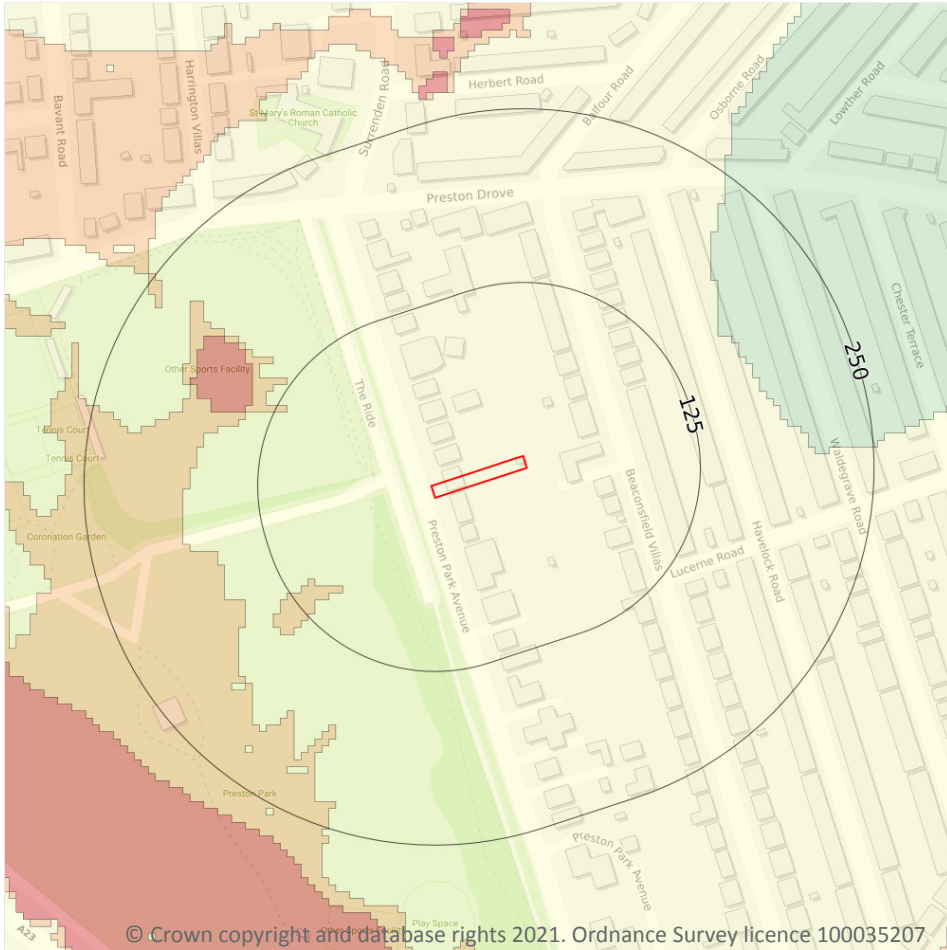 Bavant Road
Harrington Villas
St Mary's Roman Catholic
Church
Surrenden Road
Herbert Road
Balfour Road
Osborne Road
Lowther Road
Preston Drove
Chester Terrace
Other Sports Facility
The Ride
250
125
Tennis Court
Tennis Court
Coronation Garden
Preston Park Avenue
Beaconsfield Villas
Lucerne Road
Havelock Road
Waldegrave Road
Preston Park
Preston Park Avenue
Play Space
A23
© Crown copyright and database rights 2021. Ordnance Survey licence 100035207